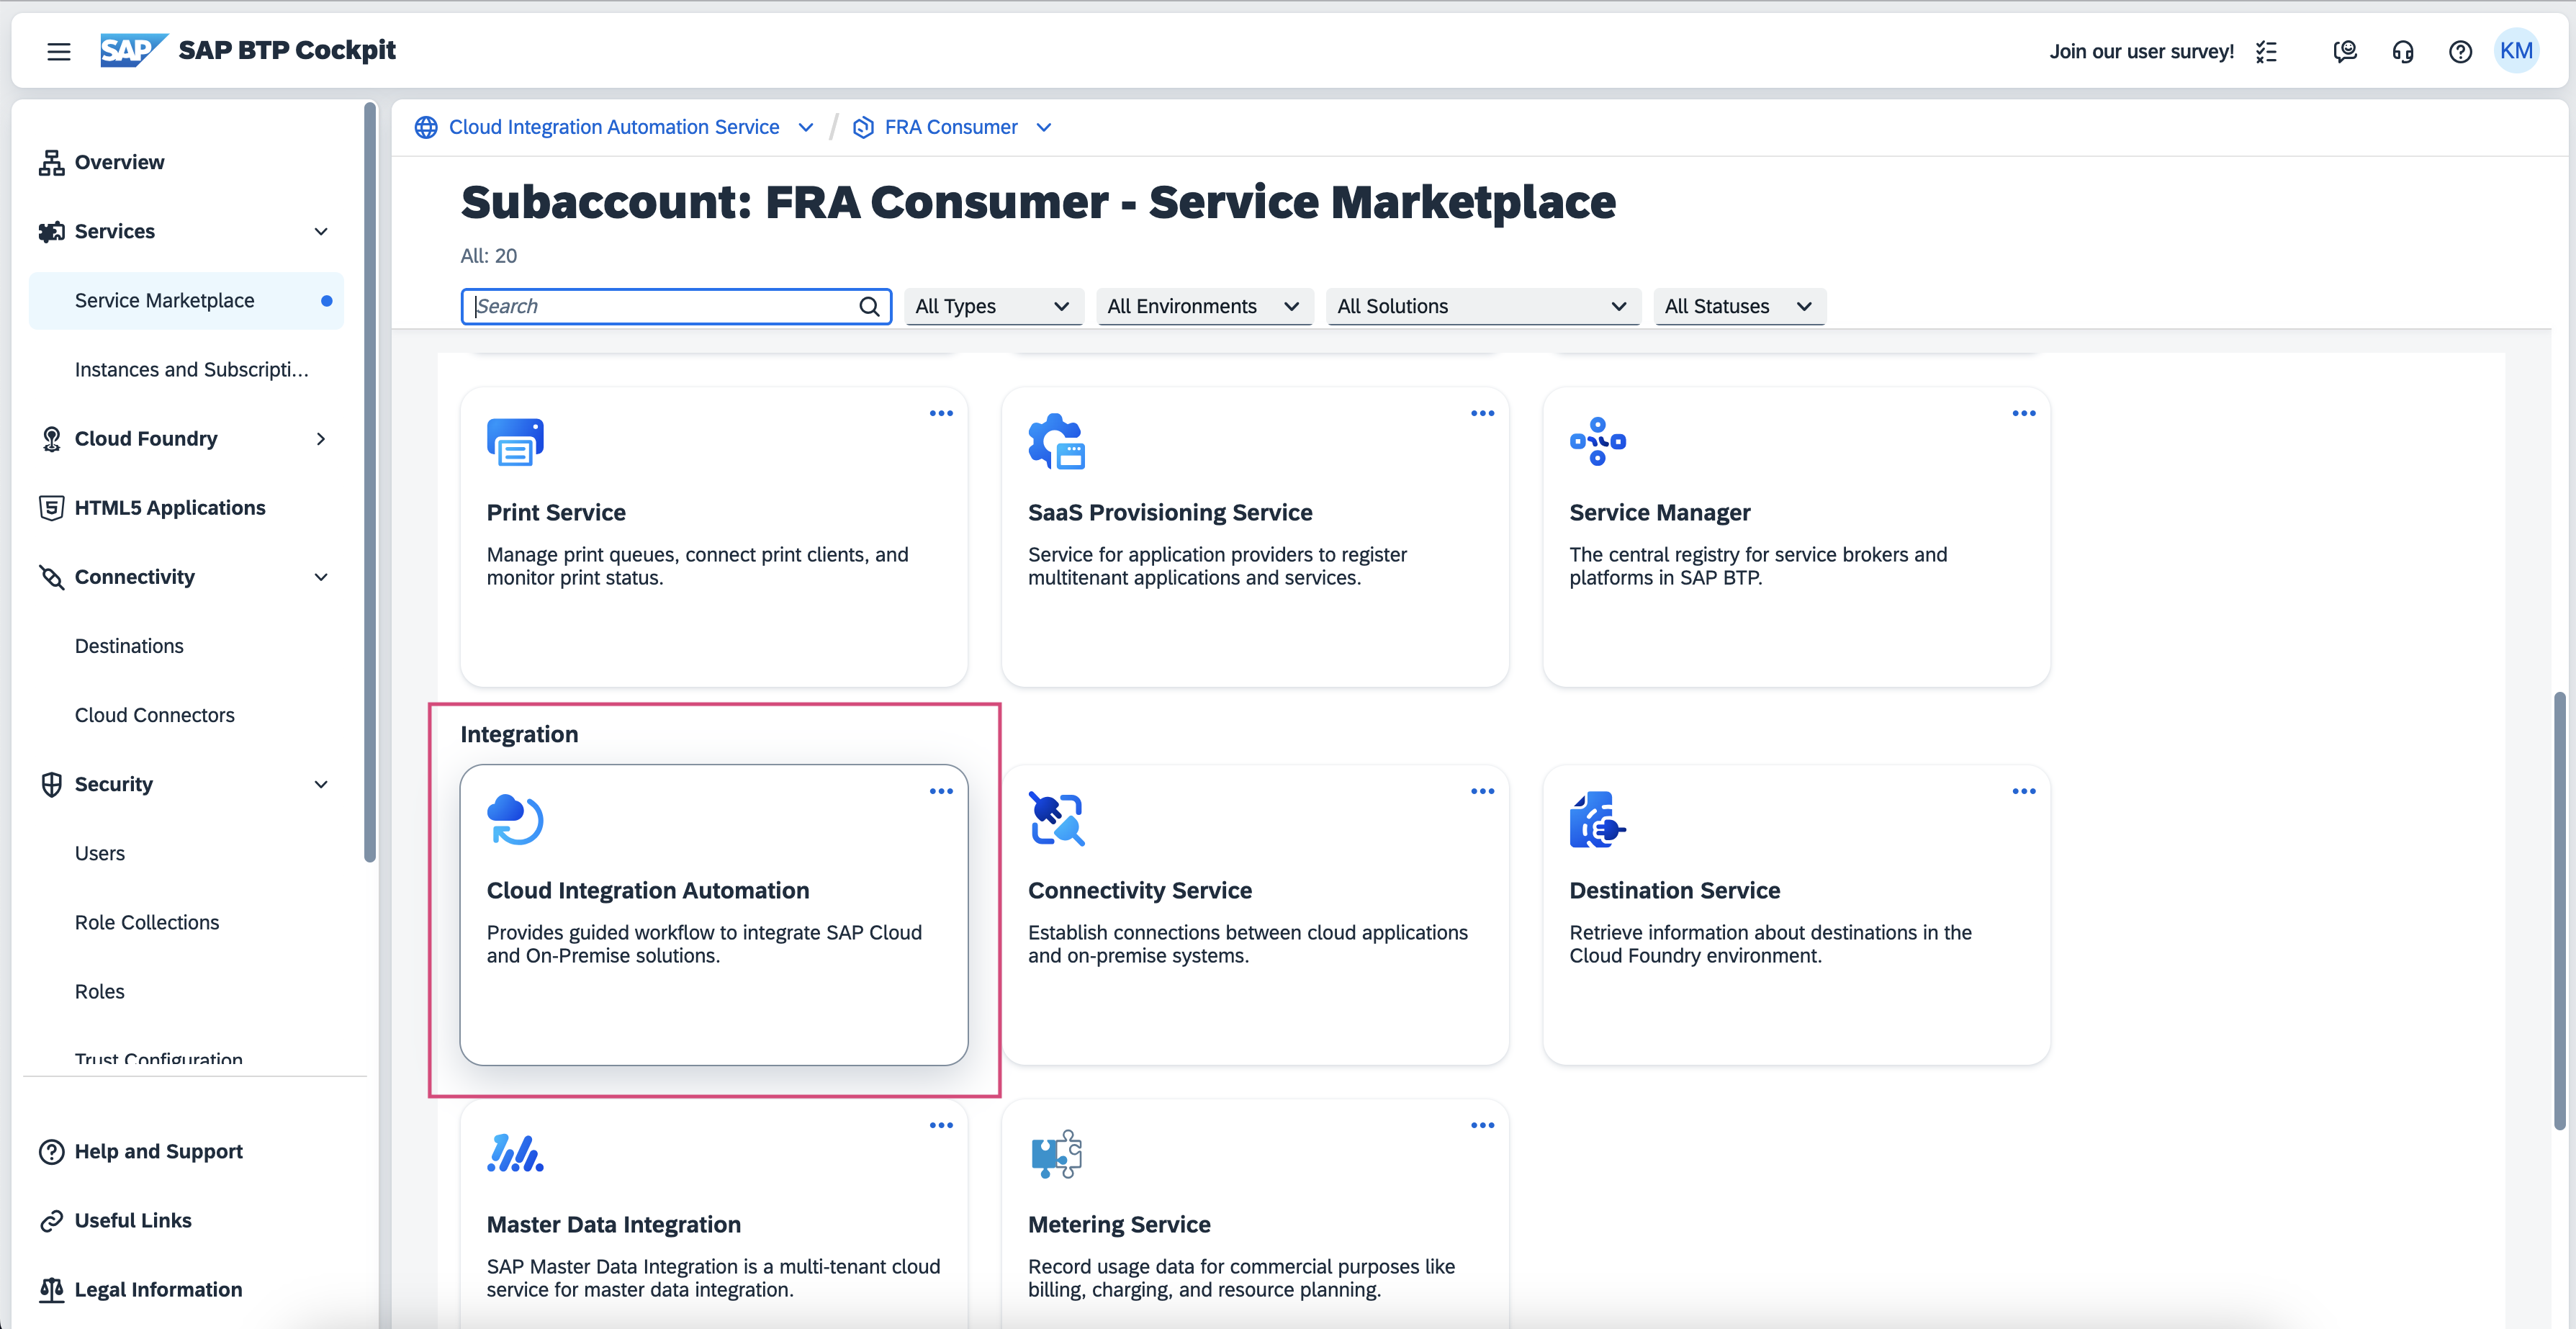 SAP SAP BTP Cockpit
Join our user survey!
KM
Overview
Services
Service Marketplace
Instances and Subscripti...
Cloud Foundry
HTML5 Applications
Connectivity
Destinations
Cloud Connectors
Security
Users
Role Collections
Roles
Trust Configuration
Help and Support
Useful Links
Legal Information
Cloud Integration Automation Service / FRA Consumer
Subaccount: FRA Consumer - Service Marketplace
All: 20
Search
All Types
All Environments
All Solutions
All Statuses
Print Service
Manage print queues, connect print clients, and
monitor print status.
SaaS Provisioning Service
Service for application providers to register
multitenant applications and services.
Service Manager
The central registry for service brokers and
platforms in SAP BTP.
Integration
Cloud Integration Automation
Provides guided workflow to integrate SAP Cloud
and On-Premise solutions.
Connectivity Service
Establish connections between cloud applications
and on-premise systems.
Destination Service
Retrieve information about destinations in the
Cloud Foundry environment.
Master Data Integration
SAP Master Data Integration is a multi-tenant cloud
service for master data integration.
Metering Service
Record usage data for commercial purposes like
billing, charging, and resource planning.